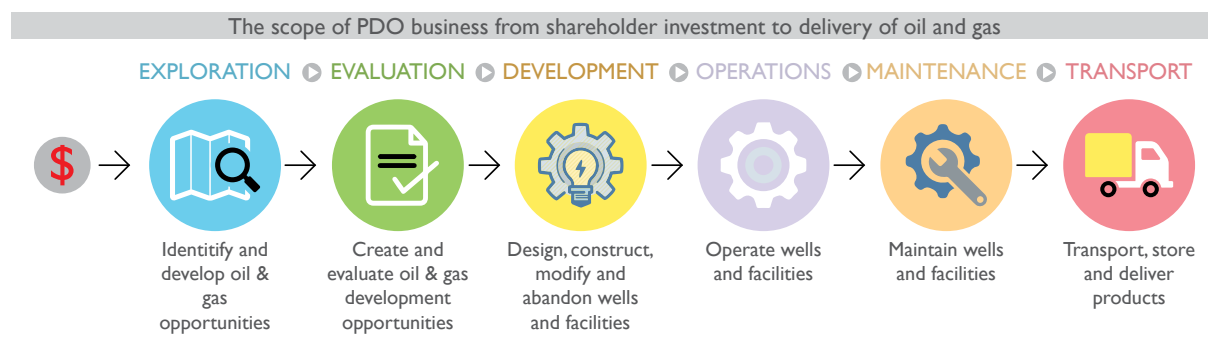 The scope of PDO business from shareholder investment to delivery of oil and gas
EXPLORATION
EVALUATION
DEVELOPMENT
OPERATIONS
MAINTENANCE
TRANSPORT
$
Identitify and
develop oil &
gas
opportunities
Create and
evaluate oil & gas
development
opportunities
Design, construct,
modify and
abandon wells
and facilities
Operate wells
and facilities
Maintain wells
and facilities
Transport, store
and deliver
products